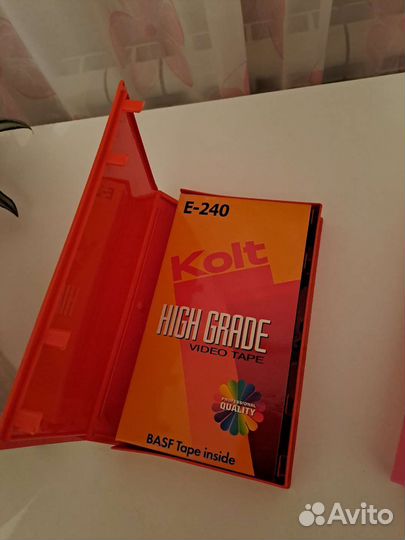 E-240
Kolt
HIGH GRADE
VIDEO TAPE
PROFESSIONAL
QUALITY
BASF Tape inside
Avito